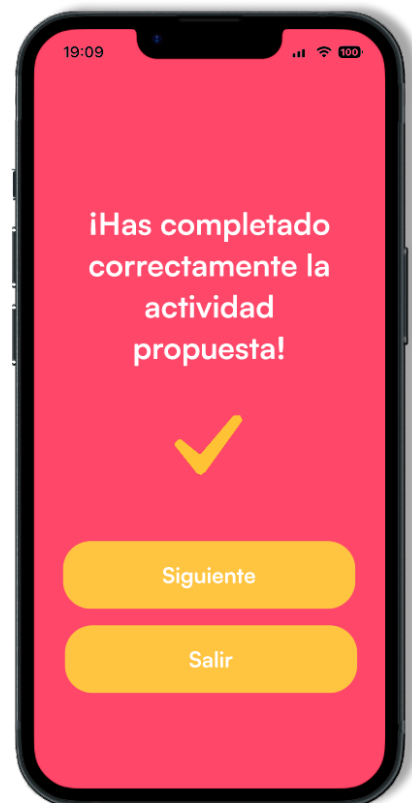 19:09
100
¡Has completado
correctamente la
actividad
propuesta!
Siguiente
Salir